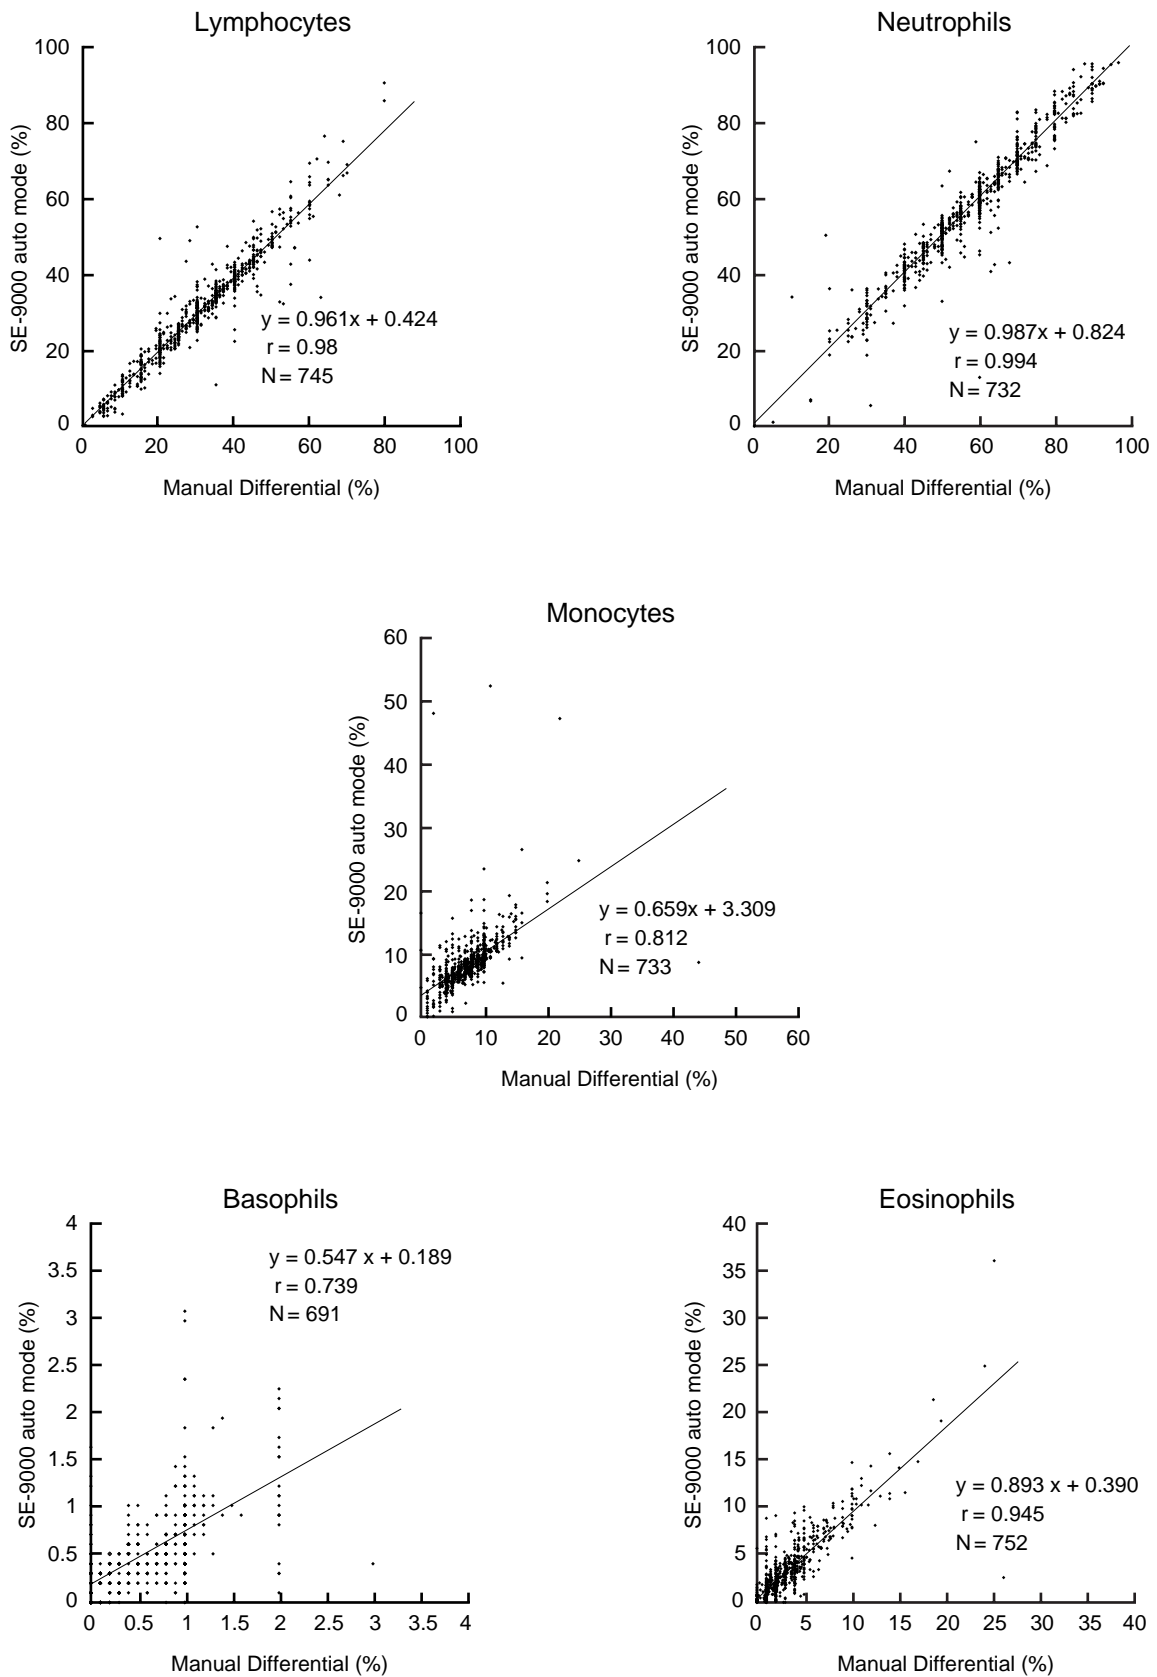 Lymphocytes
100
80
60
40
20
0
SE-9000 auto mode (%)
y = 0.961x + 0.424
r = 0.98
N = 745
0 20 40 60 80 100
Manual Differential (%)
Neutrophils
100
80
60
40
20
0
SE-9000 auto mode (%)
y = 0.987x + 0.824
r = 0.994
N = 732
0 20 40 60 80 100
Manual Differential (%)
Monocytes
60
50
40
30
20
10
0
SE-9000 auto mode (%)
y = 0.659x + 3.309
r = 0.812
N = 733
0 10 20 30 40 50 60
Manual Differential (%)
Basophils
4
3.5
3
2.5
2
1.5
1
0.5
0
SE-9000 auto mode (%)
y = 0.547 x + 0.189
r = 0.739
N = 691
0 0.5 1 1.5 2 2.5 3 3.5 4
Manual Differential (%)
Eosinophils
40
35
30
25
20
15
10
5
0
SE-9000 auto mode (%)
y = 0.893 x + 0.390
r = 0.945
N = 752
0 5 10 15 20 25 30 35 40
Manual Differential (%)